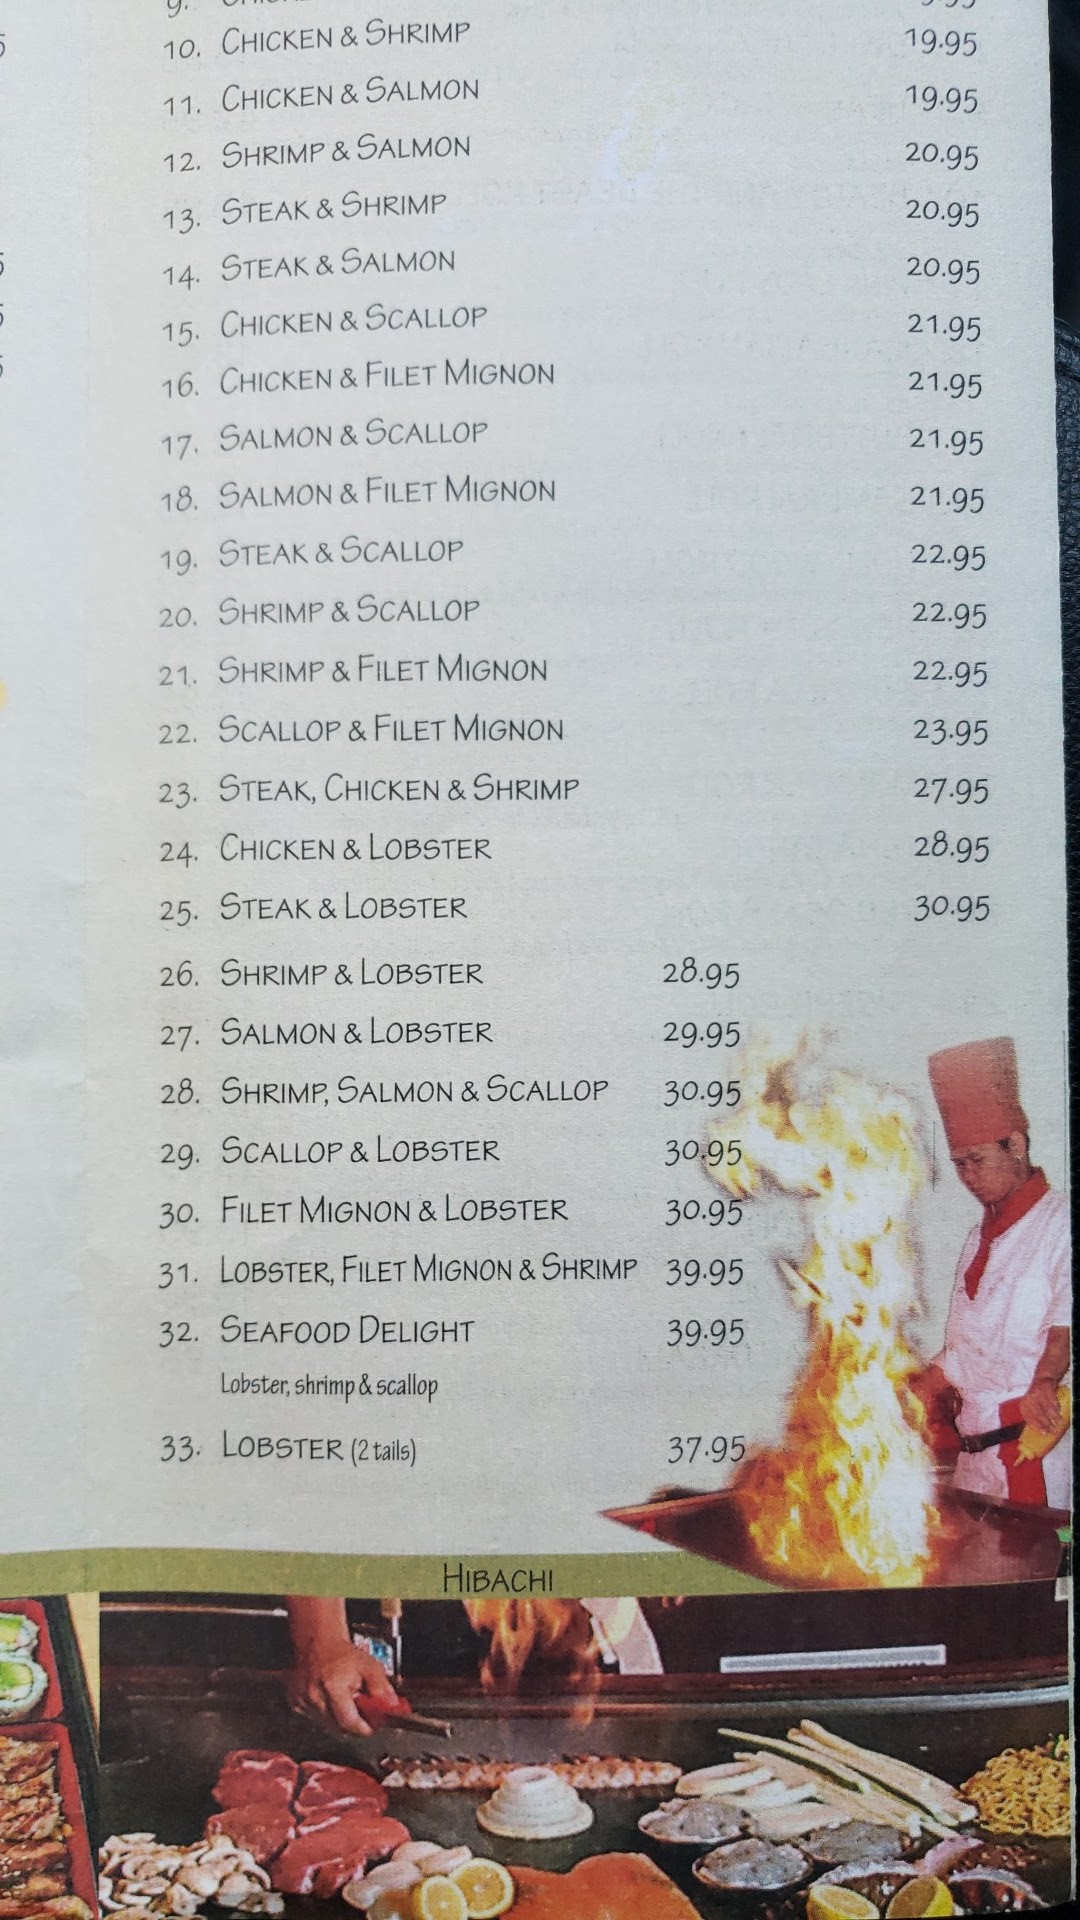 10. CHICKEN & SHRIMP 19.95
11. CHICKEN & SALMON 19.95
12. SHRIMP & SALMON 20.95
13. STEAK & SHRIMP 20.95
14. STEAK & SALMON 20.95
15. CHICKEN & SCALLOP 21.95
16. CHICKEN & FILET MIGNON 21.95
17. SALMON & SCALLOP 21.95
18. SALMON & FILET MIGNON 21.95
19. STEAK & SCALLOP 22.95
20. SHRIMP & SCALLOP 22.95
21. SHRIMP & FILET MIGNON 22.95
22. SCALLOP & FILET MIGNON 23.95
23. STEAK, CHICKEN & SHRIMP 27.95
24. CHICKEN & LOBSTER 28.95
25. STEAK & LOBSTER 30.95
26. SHRIMP & LOBSTER 28.95
27. SALMON & LOBSTER 29.95
28. SHRIMP, SALMON & SCALLOP 30.95
29. SCALLOP & LOBSTER 30.95
30. FILET MIGNON & LOBSTER 30.95
31. LOBSTER, FILET MIGNON & SHRIMP 39.95
32. SEAFOOD DELIGHT 39.95
Lobster, shrimp & scallop
33. LOBSTER (2 tails) 37.95
HIBACHI